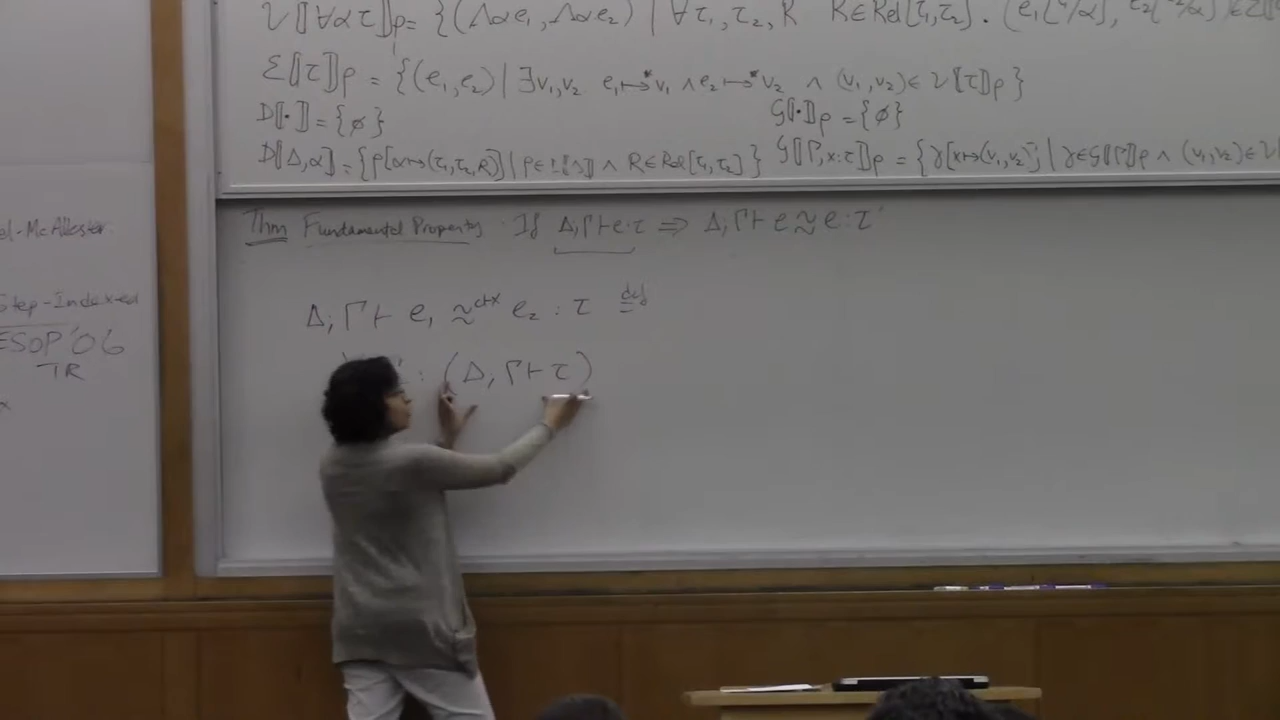 𝒱⟦∀α τ⟧ρ = {(Λα e₁, Λα e₂) | ∀τ₁, τ₂, R R∈Rel[τ₁,τ₂] . (e₁[
ℰ⟦τ⟧ρ = {(e₁,e₂) | ∃v₁,v₂ e₁↦*v₁ ∧ e₂↦*v₂ ∧ (v₁,v₂)∈ 𝒱⟦τ⟧ρ}
D⟦·⟧ = {∅} G⟦·⟧ρ = {∅}
D⟦Δ,α⟧ = {ρ[α↦(τ₁,τ₂,R)] | ρ∈D⟦Δ⟧ ∧ R∈Rel[τ₁,τ₂]} G⟦Γ,x:τ⟧ρ = {γ[x↦(v₁,v₂)] | γ∈G⟦Γ⟧ρ ∧ (v₁,v₂)∈ 𝒱
Thm Fundamental Property. If Δ;Γ⊢e:τ ⇒ Δ;Γ⊢e≈e:τ
el-McAllester
Step-Indexed
ESOP'06
TR
Δ;Γ⊢ e₁ ≈ctx e₂ : τ def=
: (Δ;Γ⊢τ)